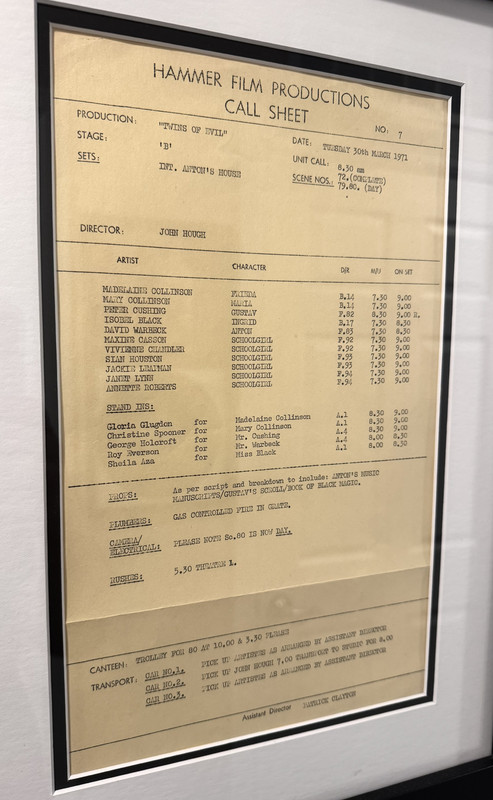 HAMMER FILM PRODUCTIONS
CALL SHEET
NO: 7
PRODUCTION: "TWINS OF EVIL" DATE: TUESDAY 30th MARCH 1971
STAGE: 'B' UNIT CALL: 8.30 am
SETS: INT. ANTON'S HOUSE SCENE NOS.: 72.(COMPLETE)
79.80. (DAY)
DIRECTOR: JOHN HOUGH
ARTIST CHARACTER D/R M/U ON SET
MADELAINE COLLINSON FRIEDA B.14 7.30 9.00
MARY COLLINSON MARIA B.14 7.30 9.00
PETER CUSHING GUSTAV F.82 8.30 9.00 R.
ISOBEL BLACK INGRID B.17 7.30 8.30
DAVID WARBECK ANTON F.83 7.30 8.30
MAXINE CASSON SCHOOLGIRL F.92 7.30 9.00
VIVIENNE CHANDLER SCHOOLGIRL F.92 7.30 9.00
SIAN HOUSTON SCHOOLGIRL F.93 7.30 9.00
JACKIE LEAPMAN SCHOOLGIRL F.93 7.30 9.00
JANET LYNN SCHOOLGIRL F.94 7.30 9.00
ANNETTE ROBERTS SCHOOLGIRL F.94 7.30 9.00
STAND INS:
Gloria Glugdon for Madelaine Collinson A.1 8.30 9.00
Christine Spooner for Mary Collinson A.1 8.30 9.00
George Holcroft for Mr. Cushing 8.30 9.00
Roy Everson for Mr. Warbeck 8.00 8.30
Sheila Aza for Miss Black A.1 8.00 8.30
PROPS: As per script and breakdown to include: ANTON'S MUSIC
MANUSCRIPTS/GUSTAV'S SCROLL/BOOK OF BLACK MAGIC.
PLUMBERS: GAS CONTROLLED FIRE IN GRATE.
CAMERA/
ELECTRICAL: PLEASE NOTE Sc.80 IS NOW DAY.
RUSHES: 5.30 THEATRE 1.
CANTEEN: TROLLEY FOR 80 AT 10.00 & 3.30 PLEASE
TRANSPORT: CAR NO.1. PICK UP ARTISTES AS ARRANGED BY ASSISTANT DIRECTOR
CAR NO.2. PICK UP JOHN HOUGH 7.00 TRANSPORT TO STUDIO FOR 8.00
CAR NO.3. PICK UP ARTISTES AS ARRANGED BY ASSISTANT DIRECTOR
Assistant Director PATRICK CLAYTON